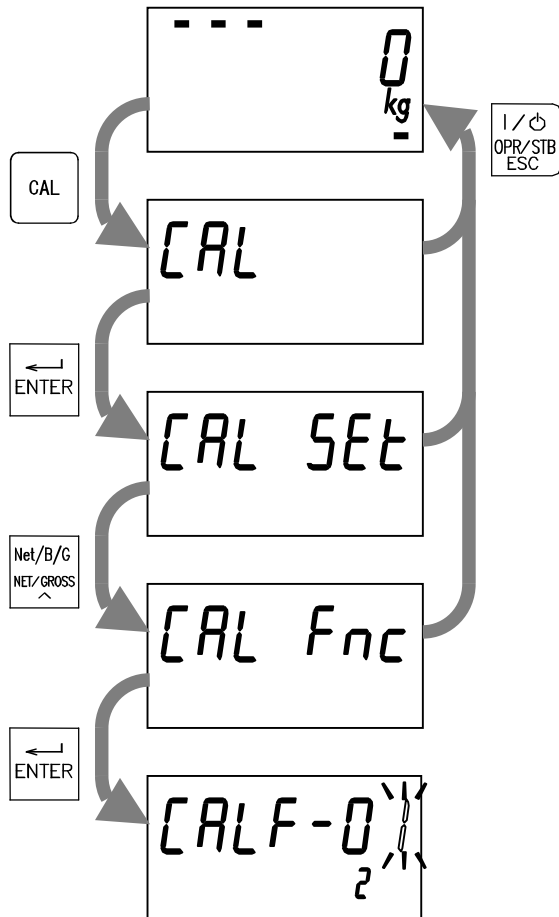 - - -
0
kg
-
I/⏻
OPR/STB
ESC
CAL
CAL
ENTER
CAL SEt
Net/B/G
NET/GROSS
^
CAL Fnc
ENTER
CALF-01
2